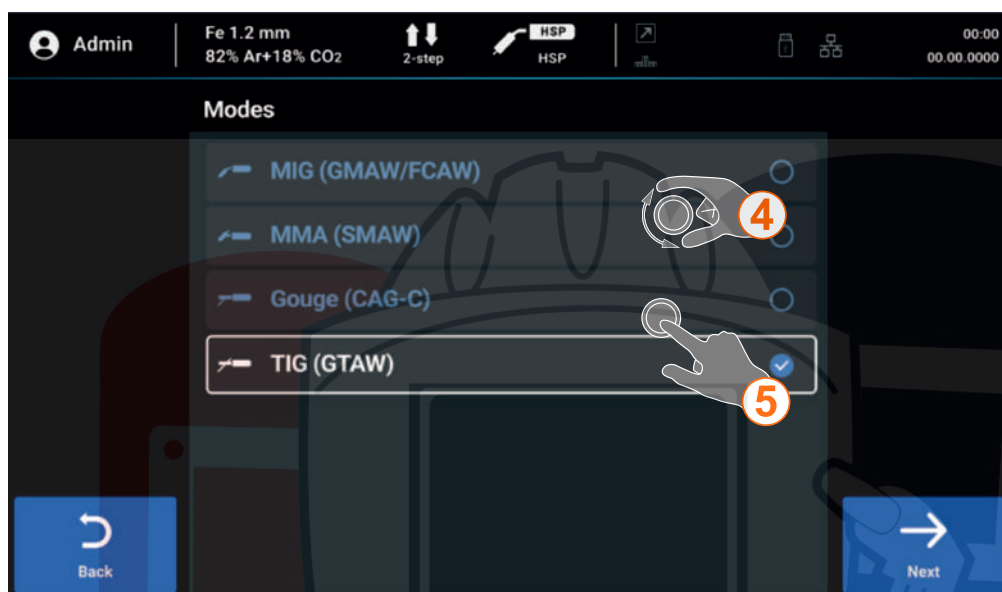 Admin
Fe 1.2 mm
82% Ar+18% CO2
2-step
HSP
HSP
00:00
00.00.0000
Modes
MIG (GMAW/FCAW)
MMA (SMAW)
Gouge (CAG-C)
TIG (GTAW)
4
5
Back
Next